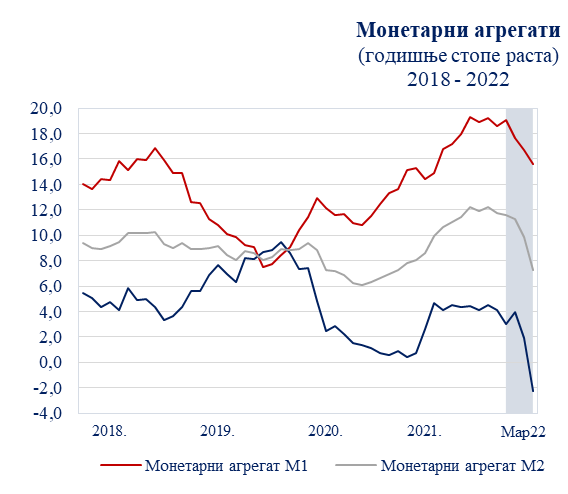 Монетарни агрегати
(годишње стопе раста)
2018 - 2022
20,0
18,0
16,0
14,0
12,0
10,0
8,0
6,0
4,0
2,0
0,0
-2,0
-4,0
2018. 2019. 2020. 2021. Мар22
Монетарни агрегат М1 Монетарни агрегат М2